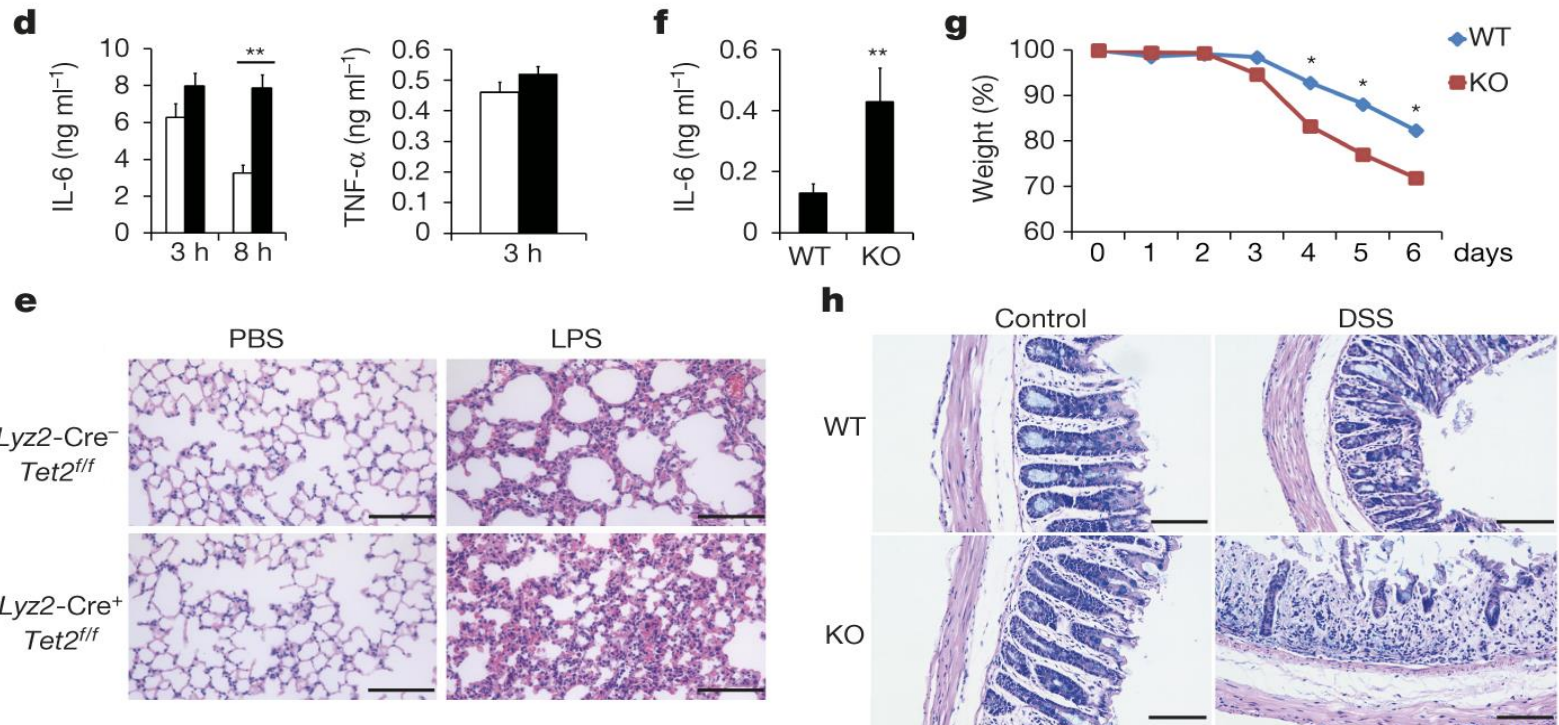 d
IL-6 (ng ml⁻¹)
10
8
6
4
2
0
**
3 h
8 h
TNF-α (ng ml⁻¹)
0.6
0.5
0.4
0.3
0.2
0.1
0
3 h
f
IL-6 (ng ml⁻¹)
0.6
0.4
0.2
0
**
WT
KO
g
Weight (%)
100
90
80
70
60
* * *
0 1 2 3 4 5 6 days
WT
KO
e
PBS
LPS
Lyz2-Cre⁻
Tet2f/f
Lyz2-Cre⁺
Tet2f/f
h
Control
DSS
WT
KO